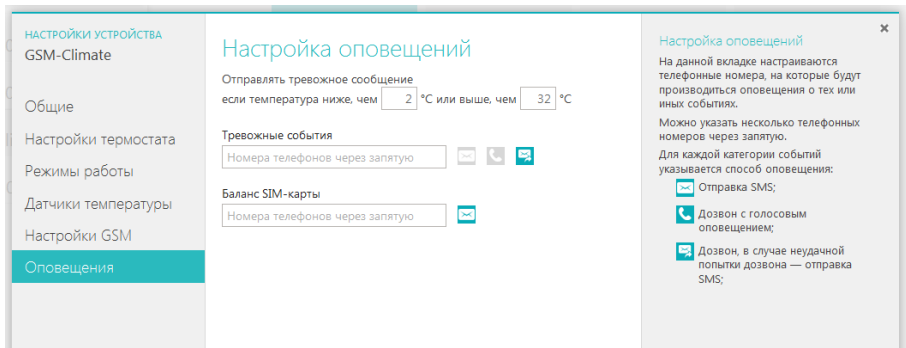 НАСТРОЙКИ УСТРОЙСТВА
GSM-Climate
Общие
Настройки термостата
Режимы работы
Датчики температуры
Настройки GSM
Оповещения
Настройка оповещений
Отправлять тревожное сообщение
если температура ниже, чем 2 °C или выше, чем 32 °C
Тревожные события
Номера телефонов через запятую
Баланс SIM-карты
Номера телефонов через запятую
Настройка оповещений
На данной вкладке настраиваются
телефонные номера, на которые будут
производиться оповещения о тех или
иных событиях.
Можно указать несколько телефонных
номеров через запятую.
Для каждой категории событий
указывается способ оповещения:
Отправка SMS;
Дозвон с голосовым
оповещением;
Дозвон, в случае неудачной
попытки дозвона — отправка
SMS;